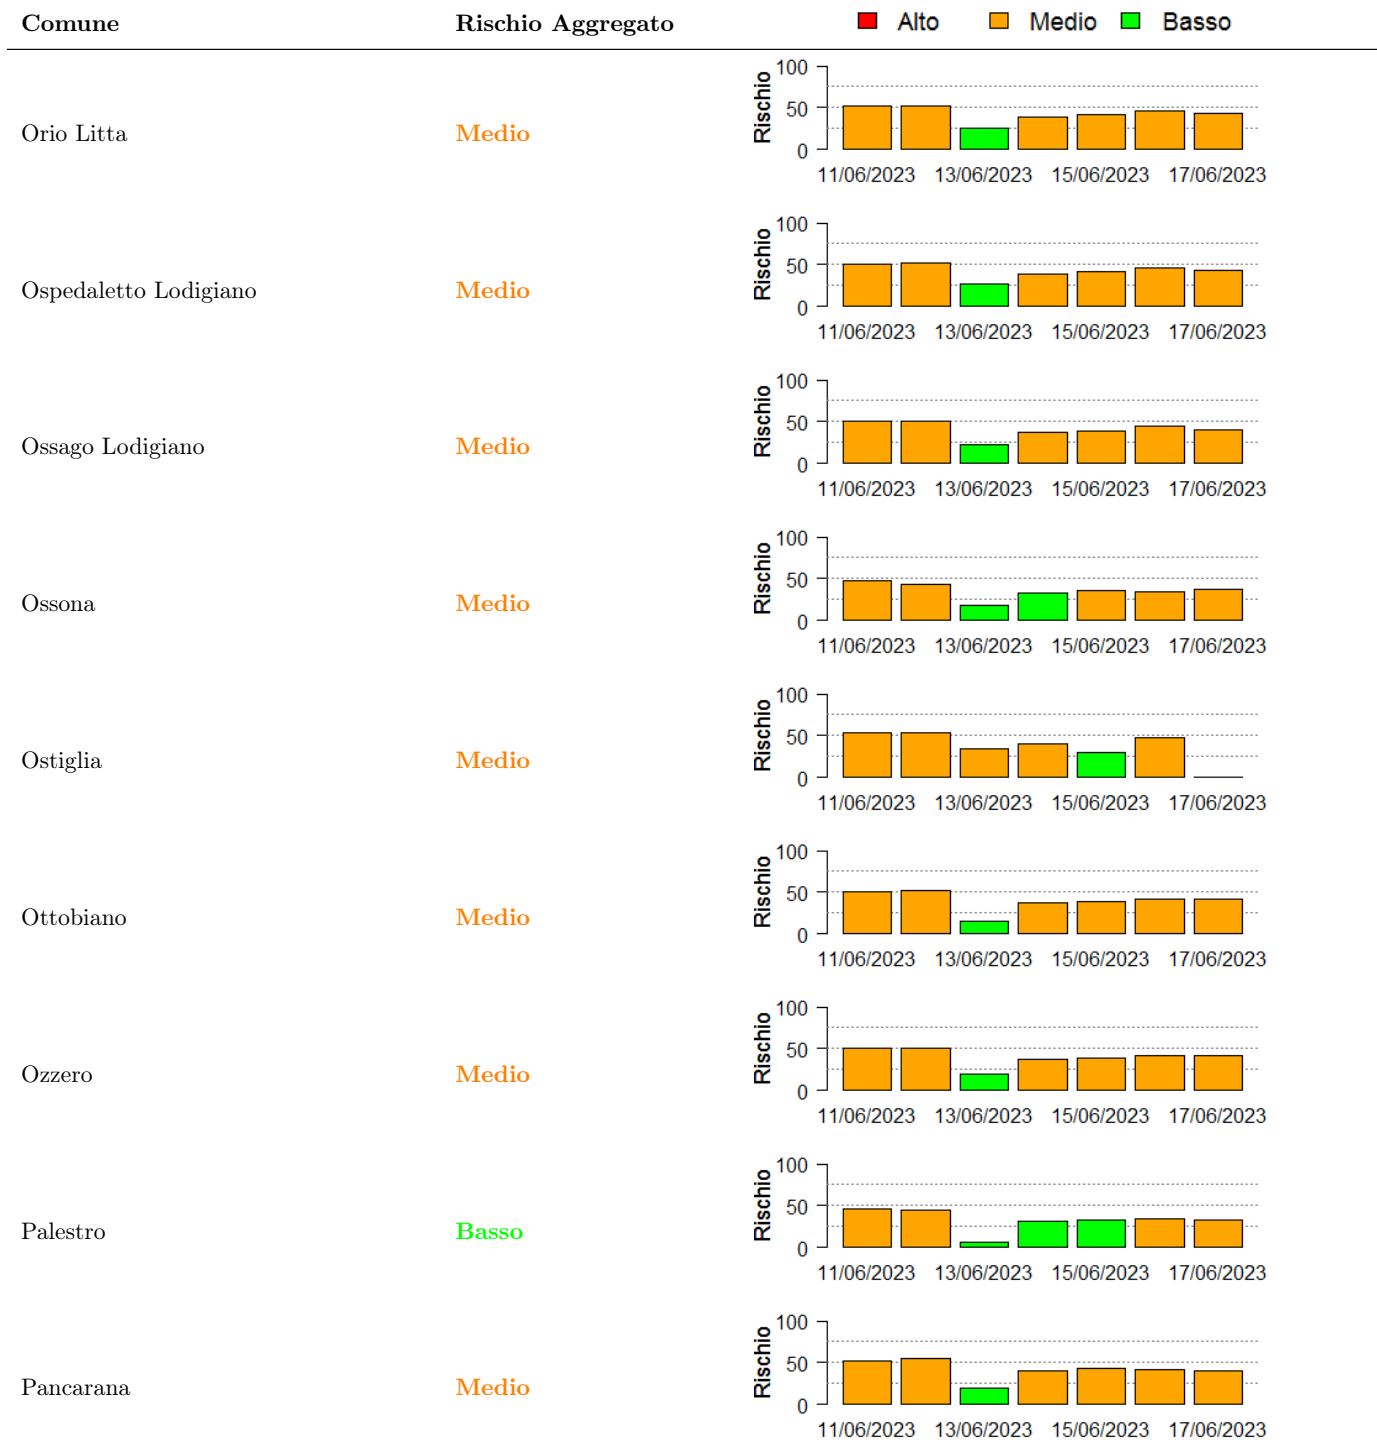 Comune Rischio Aggregato Alto Medio Basso
Orio Litta Medio Rischio 100 50 0
11/06/2023 13/06/2023 15/06/2023 17/06/2023
Ospedaletto Lodigiano Medio Rischio 100 50 0
11/06/2023 13/06/2023 15/06/2023 17/06/2023
Ossago Lodigiano Medio Rischio 100 50 0
11/06/2023 13/06/2023 15/06/2023 17/06/2023
Ossona Medio Rischio 100 50 0
11/06/2023 13/06/2023 15/06/2023 17/06/2023
Ostiglia Medio Rischio 100 50 0
11/06/2023 13/06/2023 15/06/2023 17/06/2023
Ottobiano Medio Rischio 100 50 0
11/06/2023 13/06/2023 15/06/2023 17/06/2023
Ozzero Medio Rischio 100 50 0
11/06/2023 13/06/2023 15/06/2023 17/06/2023
Palestro Basso Rischio 100 50 0
11/06/2023 13/06/2023 15/06/2023 17/06/2023
Pancarana Medio Rischio 100 50 0
11/06/2023 13/06/2023 15/06/2023 17/06/2023